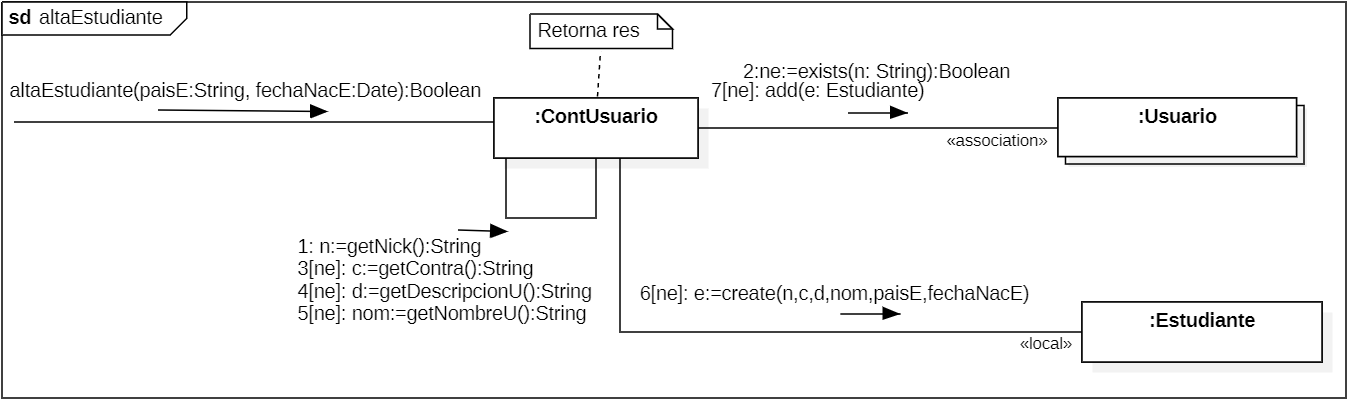 sd altaEstudiante
Retorna res
altaEstudiante(paisE:String, fechaNacE:Date):Boolean
:ContUsuario
2:ne:=exists(n: String):Boolean
7[ne]: add(e: Estudiante)
:Usuario
«association»
1: n:=getNick():String
3[ne]: c:=getContra():String
4[ne]: d:=getDescripcionU():String
5[ne]: nom:=getNombreU():String
6[ne]: e:=create(n,c,d,nom,paisE,fechaNacE)
:Estudiante
«local»